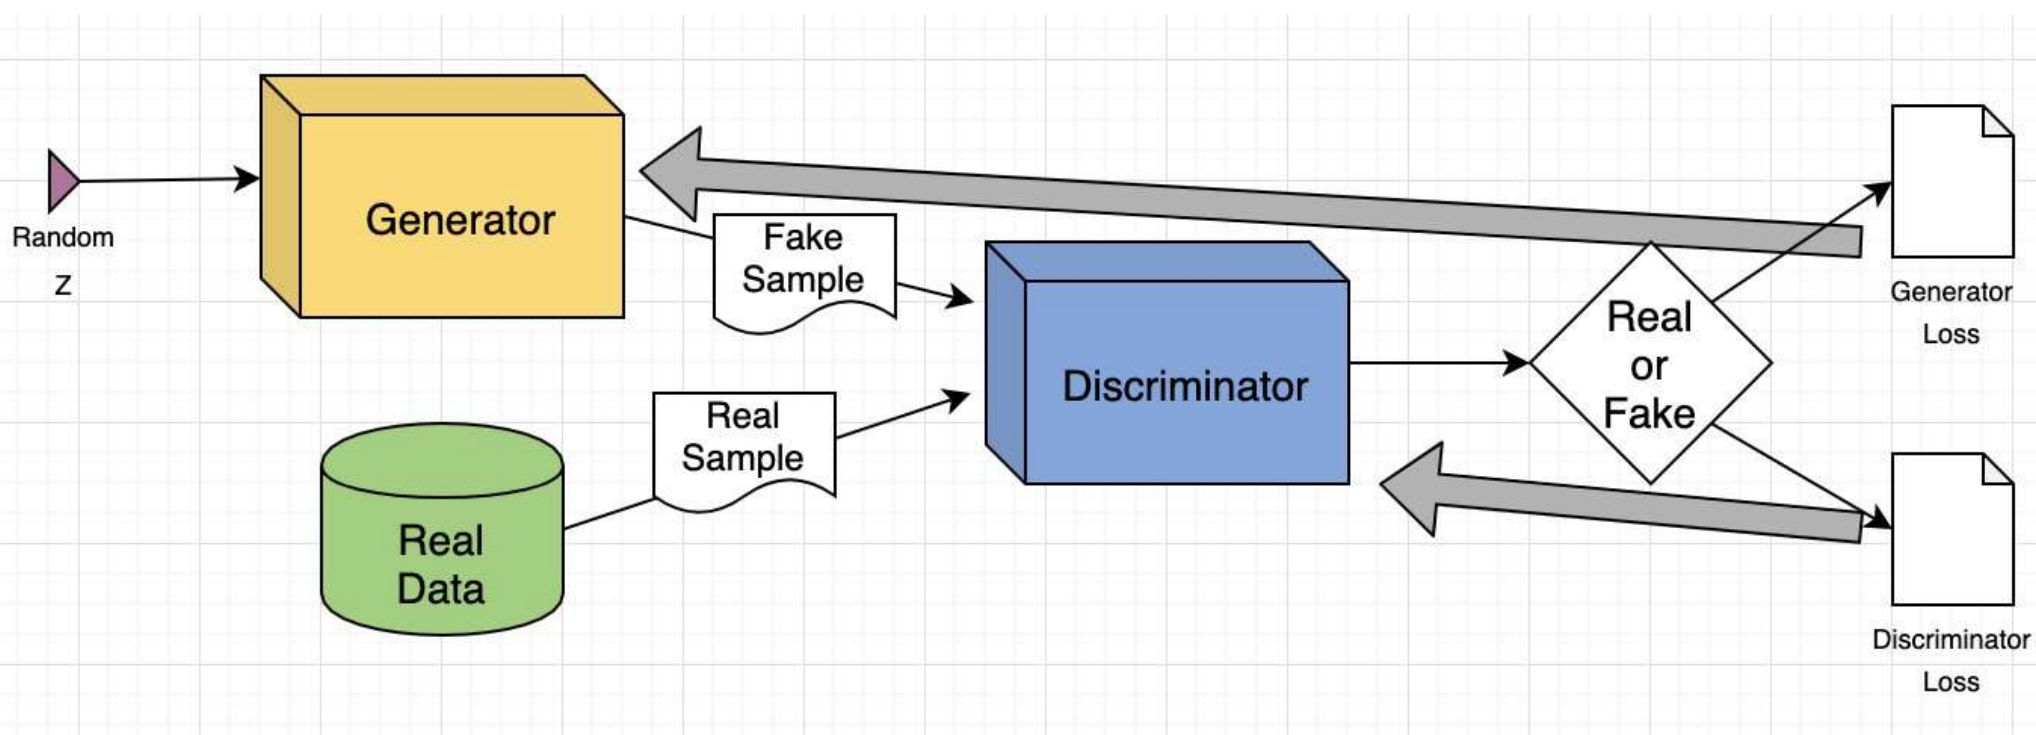 Random
z
Generator
Fake
Sample
Real
Data
Real
Sample
Discriminator
Real
or
Fake
Generator
Loss
Discriminator
Loss